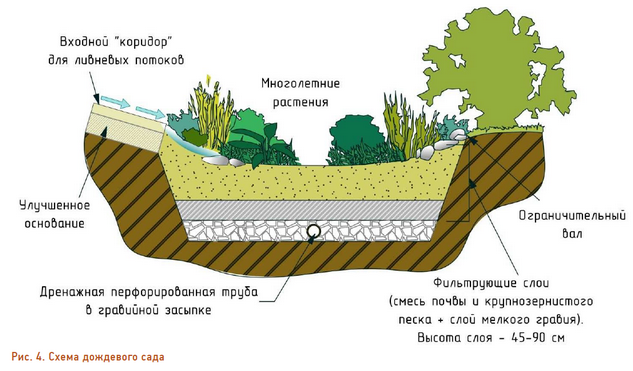 Входной "коридор"
для ливневых потоков
Многолетние
растения
Улучшенное
основание
Ограничительный
вал
Дренажная перфорированная труба
в гравийной засыпке
Фильтрующие слои
(смесь почвы и крупнозернистого
песка + слой мелкого гравия).
Высота слоя - 45-90 см
Рис. 4. Схема дождевого сада